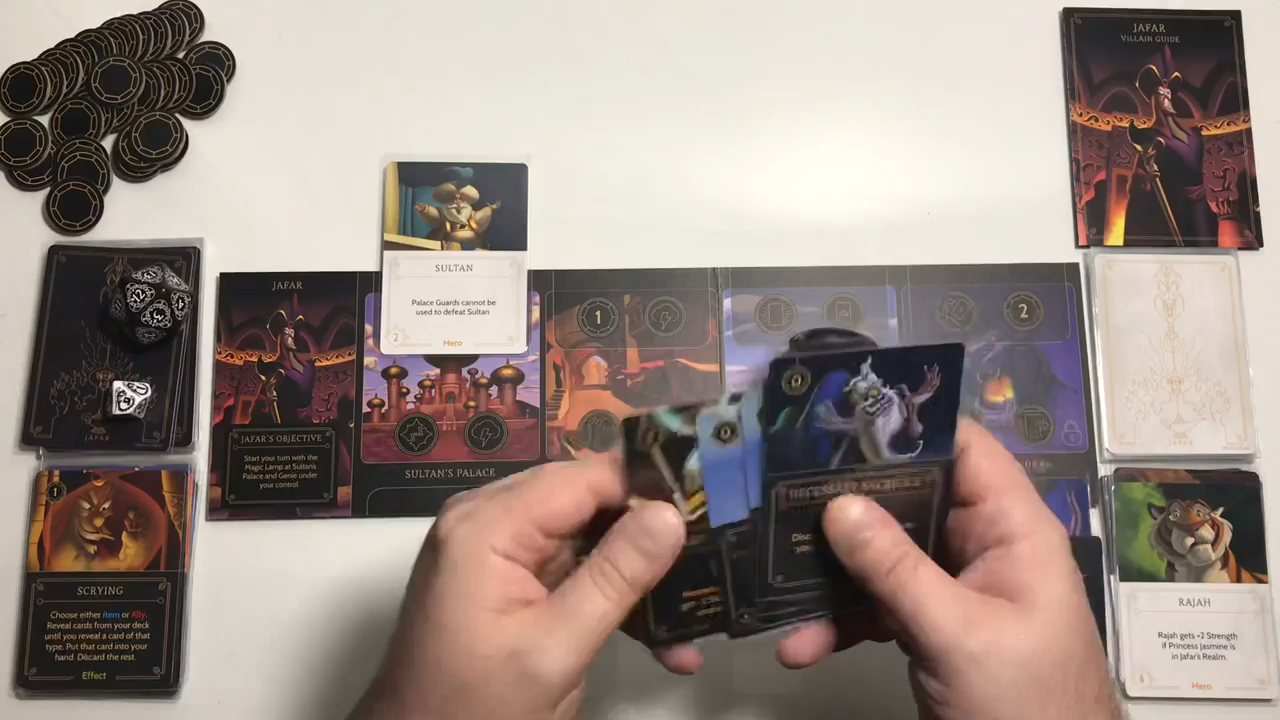 JAFAR
VILLAIN GUIDE
SULTAN
Palace Guards cannot be
used to defeat Sultan.
2
Hero
JAFAR
JAFAR'S OBJECTIVE
Start your turn with the
Magic Lamp at Sultan's
Palace and Genie under
your control.
SULTAN'S PALACE
1
2
0
0
JAFAR
1
SCRYING
Choose either Item or Ally.
Reveal cards from your deck
until you reveal a card of that
type. Put that card into your
hand. Discard the rest.
Effect
JAFAR
RAJAH
Rajah gets +2 Strength
if Princess Jasmine is
in Jafar's Realm.
Hero